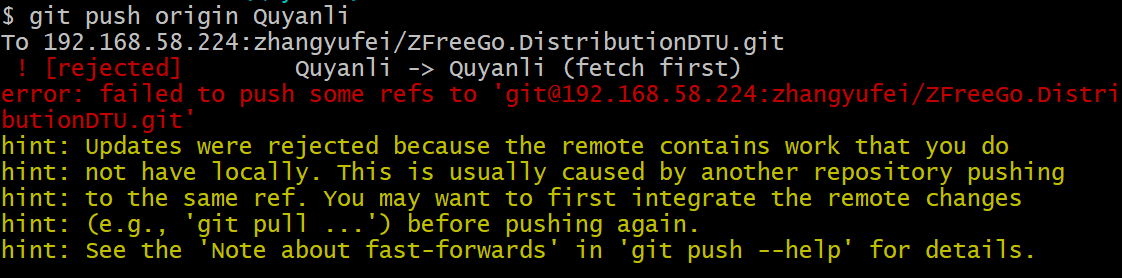 $ git push origin Quyanli
To 192.168.58.224:zhangyufei/ZFreeGo.DistributionDTU.git
 ! [rejected]        Quyanli -> Quyanli (fetch first)
error: failed to push some refs to 'git@192.168.58.224:zhangyufei/ZFreeGo.Distri
butionDTU.git'
hint: Updates were rejected because the remote contains work that you do
hint: not have locally. This is usually caused by another repository pushing
hint: to the same ref. You may want to first integrate the remote changes
hint: (e.g., 'git pull ...') before pushing again.
hint: See the 'Note about fast-forwards' in 'git push --help' for details.